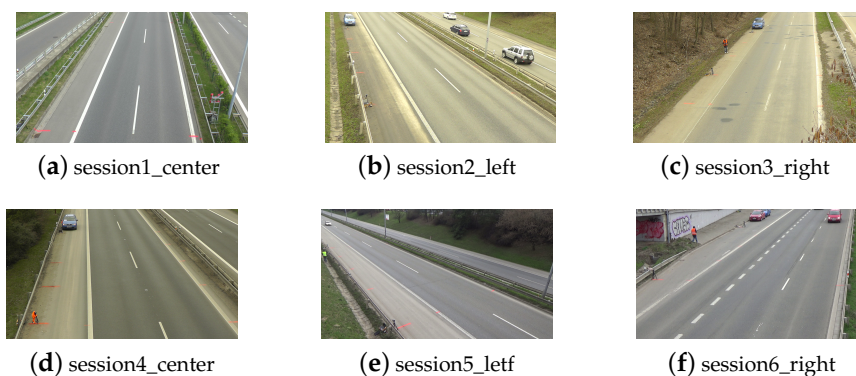 (a) session1_center
(b) session2_left
(c) session3_right
(d) session4_center
(e) session5_letf
(f) session6_right